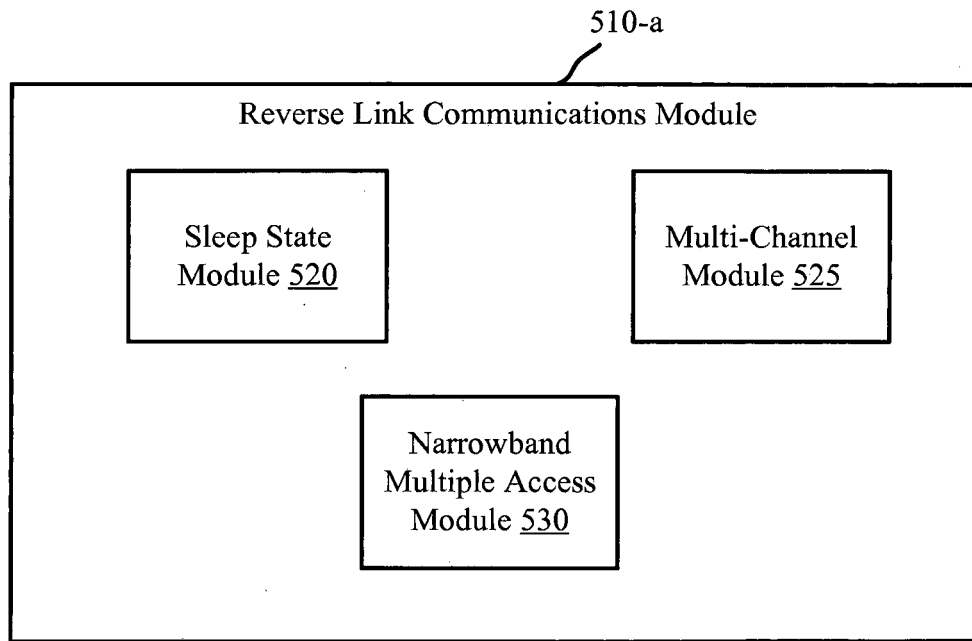 510-a
Reverse Link Communications Module
Sleep State
Module 520
Multi-Channel
Module 525
Narrowband
Multiple Access
Module 530